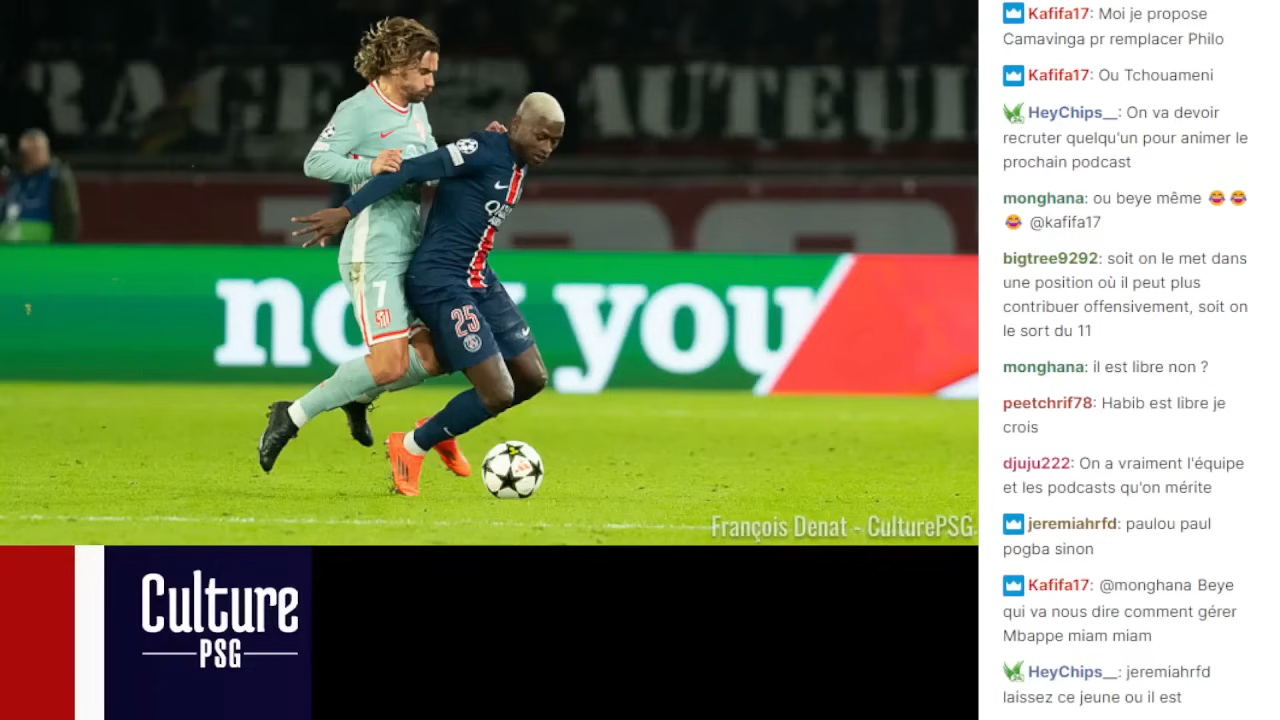 RAGE
AUTEUIL
no you
7
25
François Denat - CulturePSG
Culture
PSG
Kafifa17: Moi je propose
Camavinga pr remplacer Philo
Kafifa17: Ou Tchouameni
HeyChips__: On va devoir
recruter quelqu'un pour animer le
prochain podcast
monghana: ou beye même 😂 😂
😂 @kafifa17
bigtree9292: soit on le met dans
une position où il peut plus
contribuer offensivement, soit on
le sort du 11
monghana: il est libre non ?
peetchrif78: Habib est libre je
crois
djuju222: On a vraiment l'équipe
et les podcasts qu'on mérite
jeremiahrfd: paulou paul
pogba sinon
Kafifa17: @monghana Beye
qui va nous dire comment gérer
Mbappe miam miam
HeyChips__: jeremiahrfd
laissez ce jeune ou il est